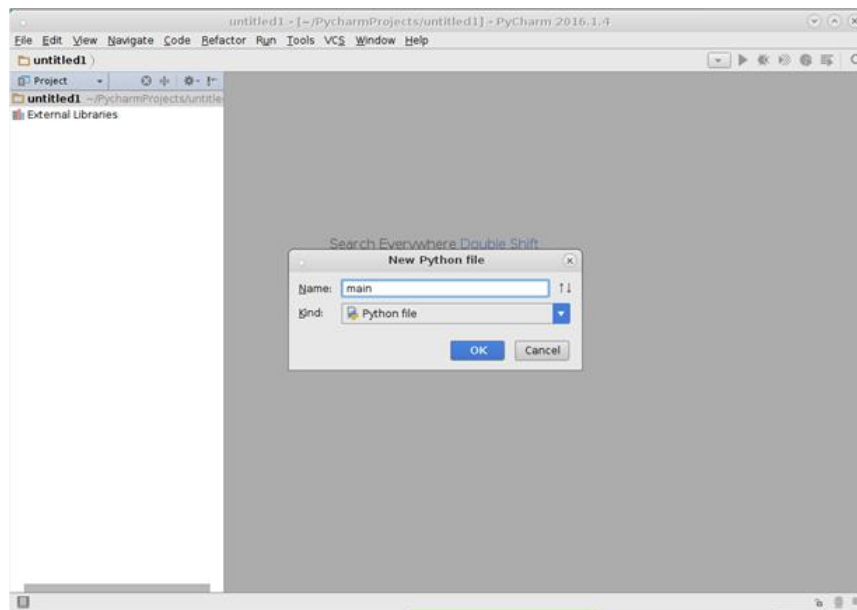 untitled1 - [~/PycharmProjects/untitled1] - PyCharm 2016.1.4
File Edit View Navigate Code Refactor Run Tools VCS Window Help
untitled1
Project
untitled1 ~/PycharmProjects/untitle
External Libraries
Search Everywhere Double Shift
New Python file
Name: main
Kind: Python file
OK Cancel